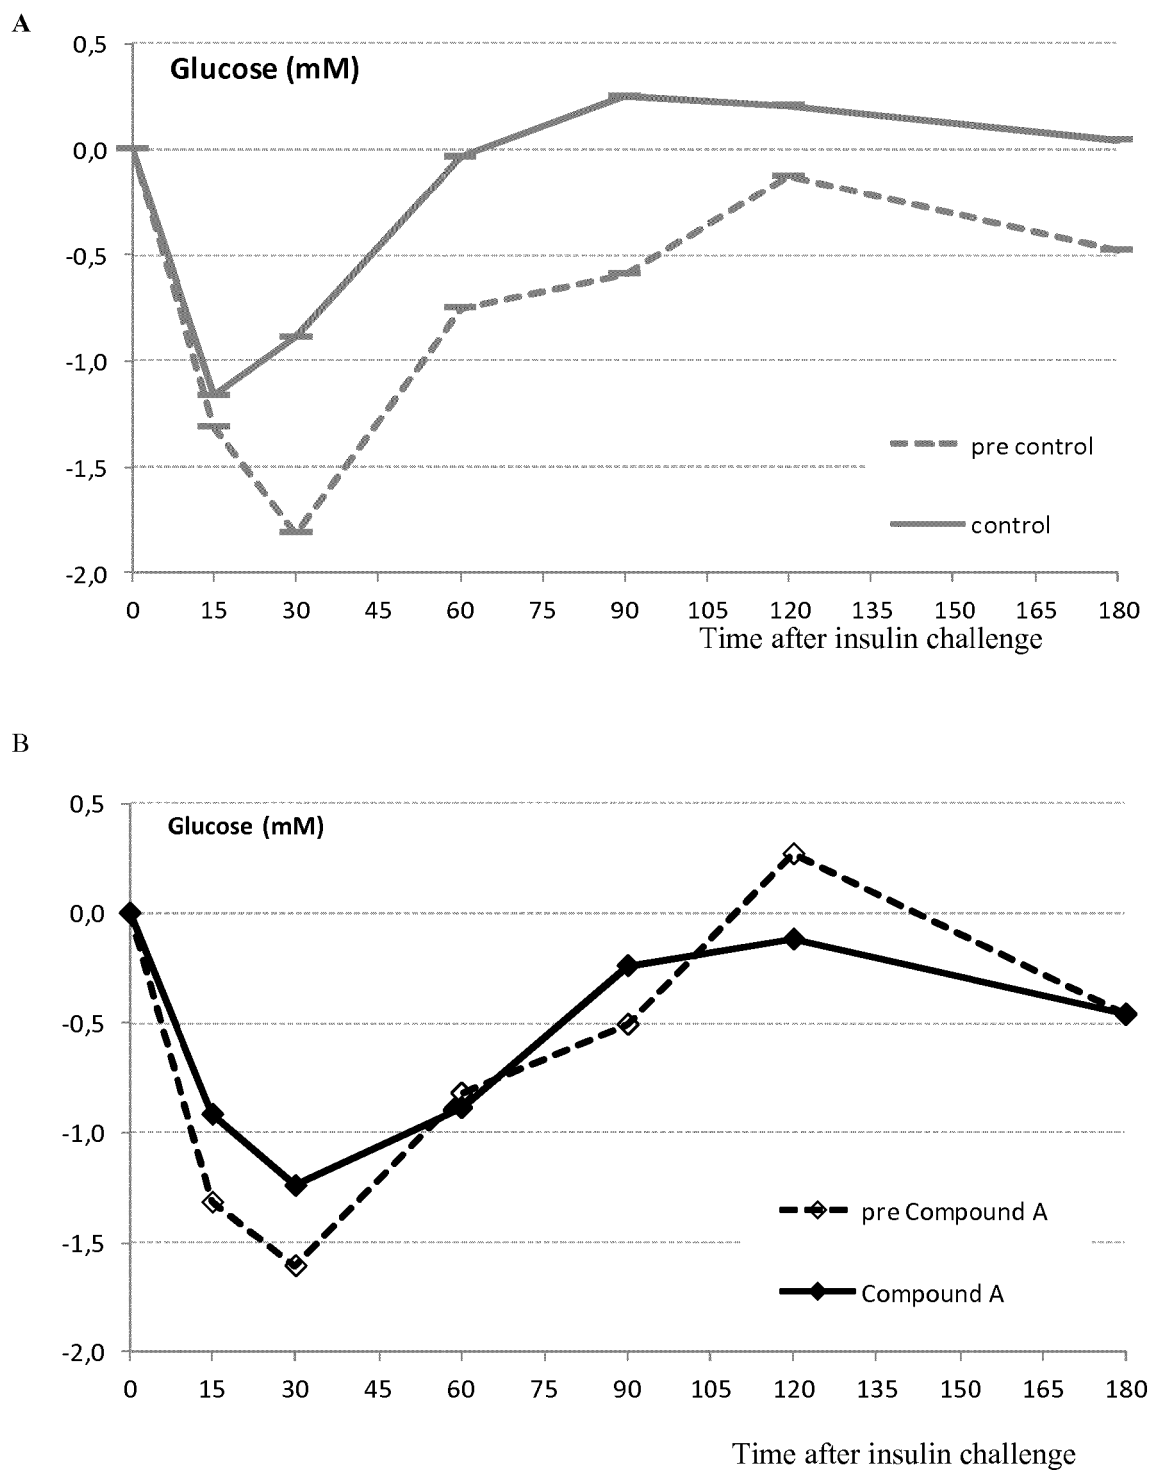 A
0,5
Glucose (mM)
0,0
-0,5
-1,0
-1,5
-2,0
pre control
control
0 15 30 45 60 75 90 105 120 135 150 165 180
Time after insulin challenge
B
0,5
Glucose (mM)
0,0
-0,5
-1,0
-1,5
-2,0
pre Compound A
Compound A
0 15 30 45 60 75 90 105 120 135 150 165 180
Time after insulin challenge